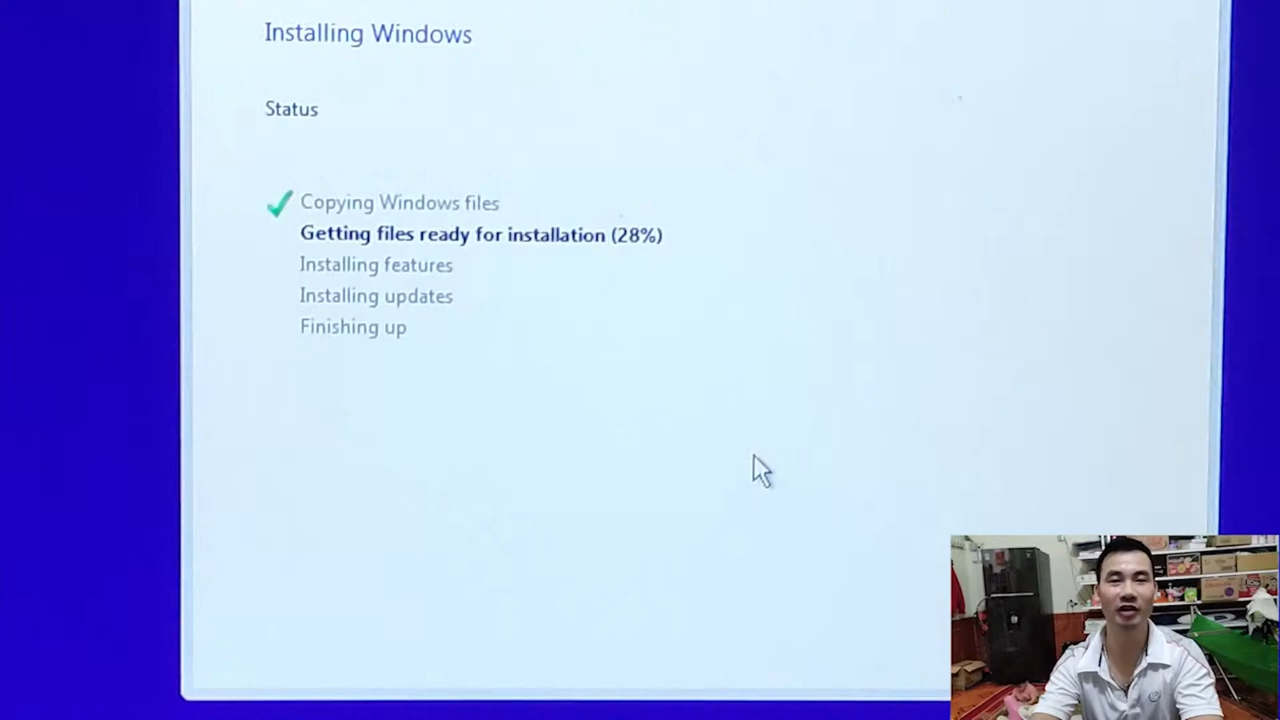 Installing Windows
Status
Copying Windows files
Getting files ready for installation (28%)
Installing features
Installing updates
Finishing up